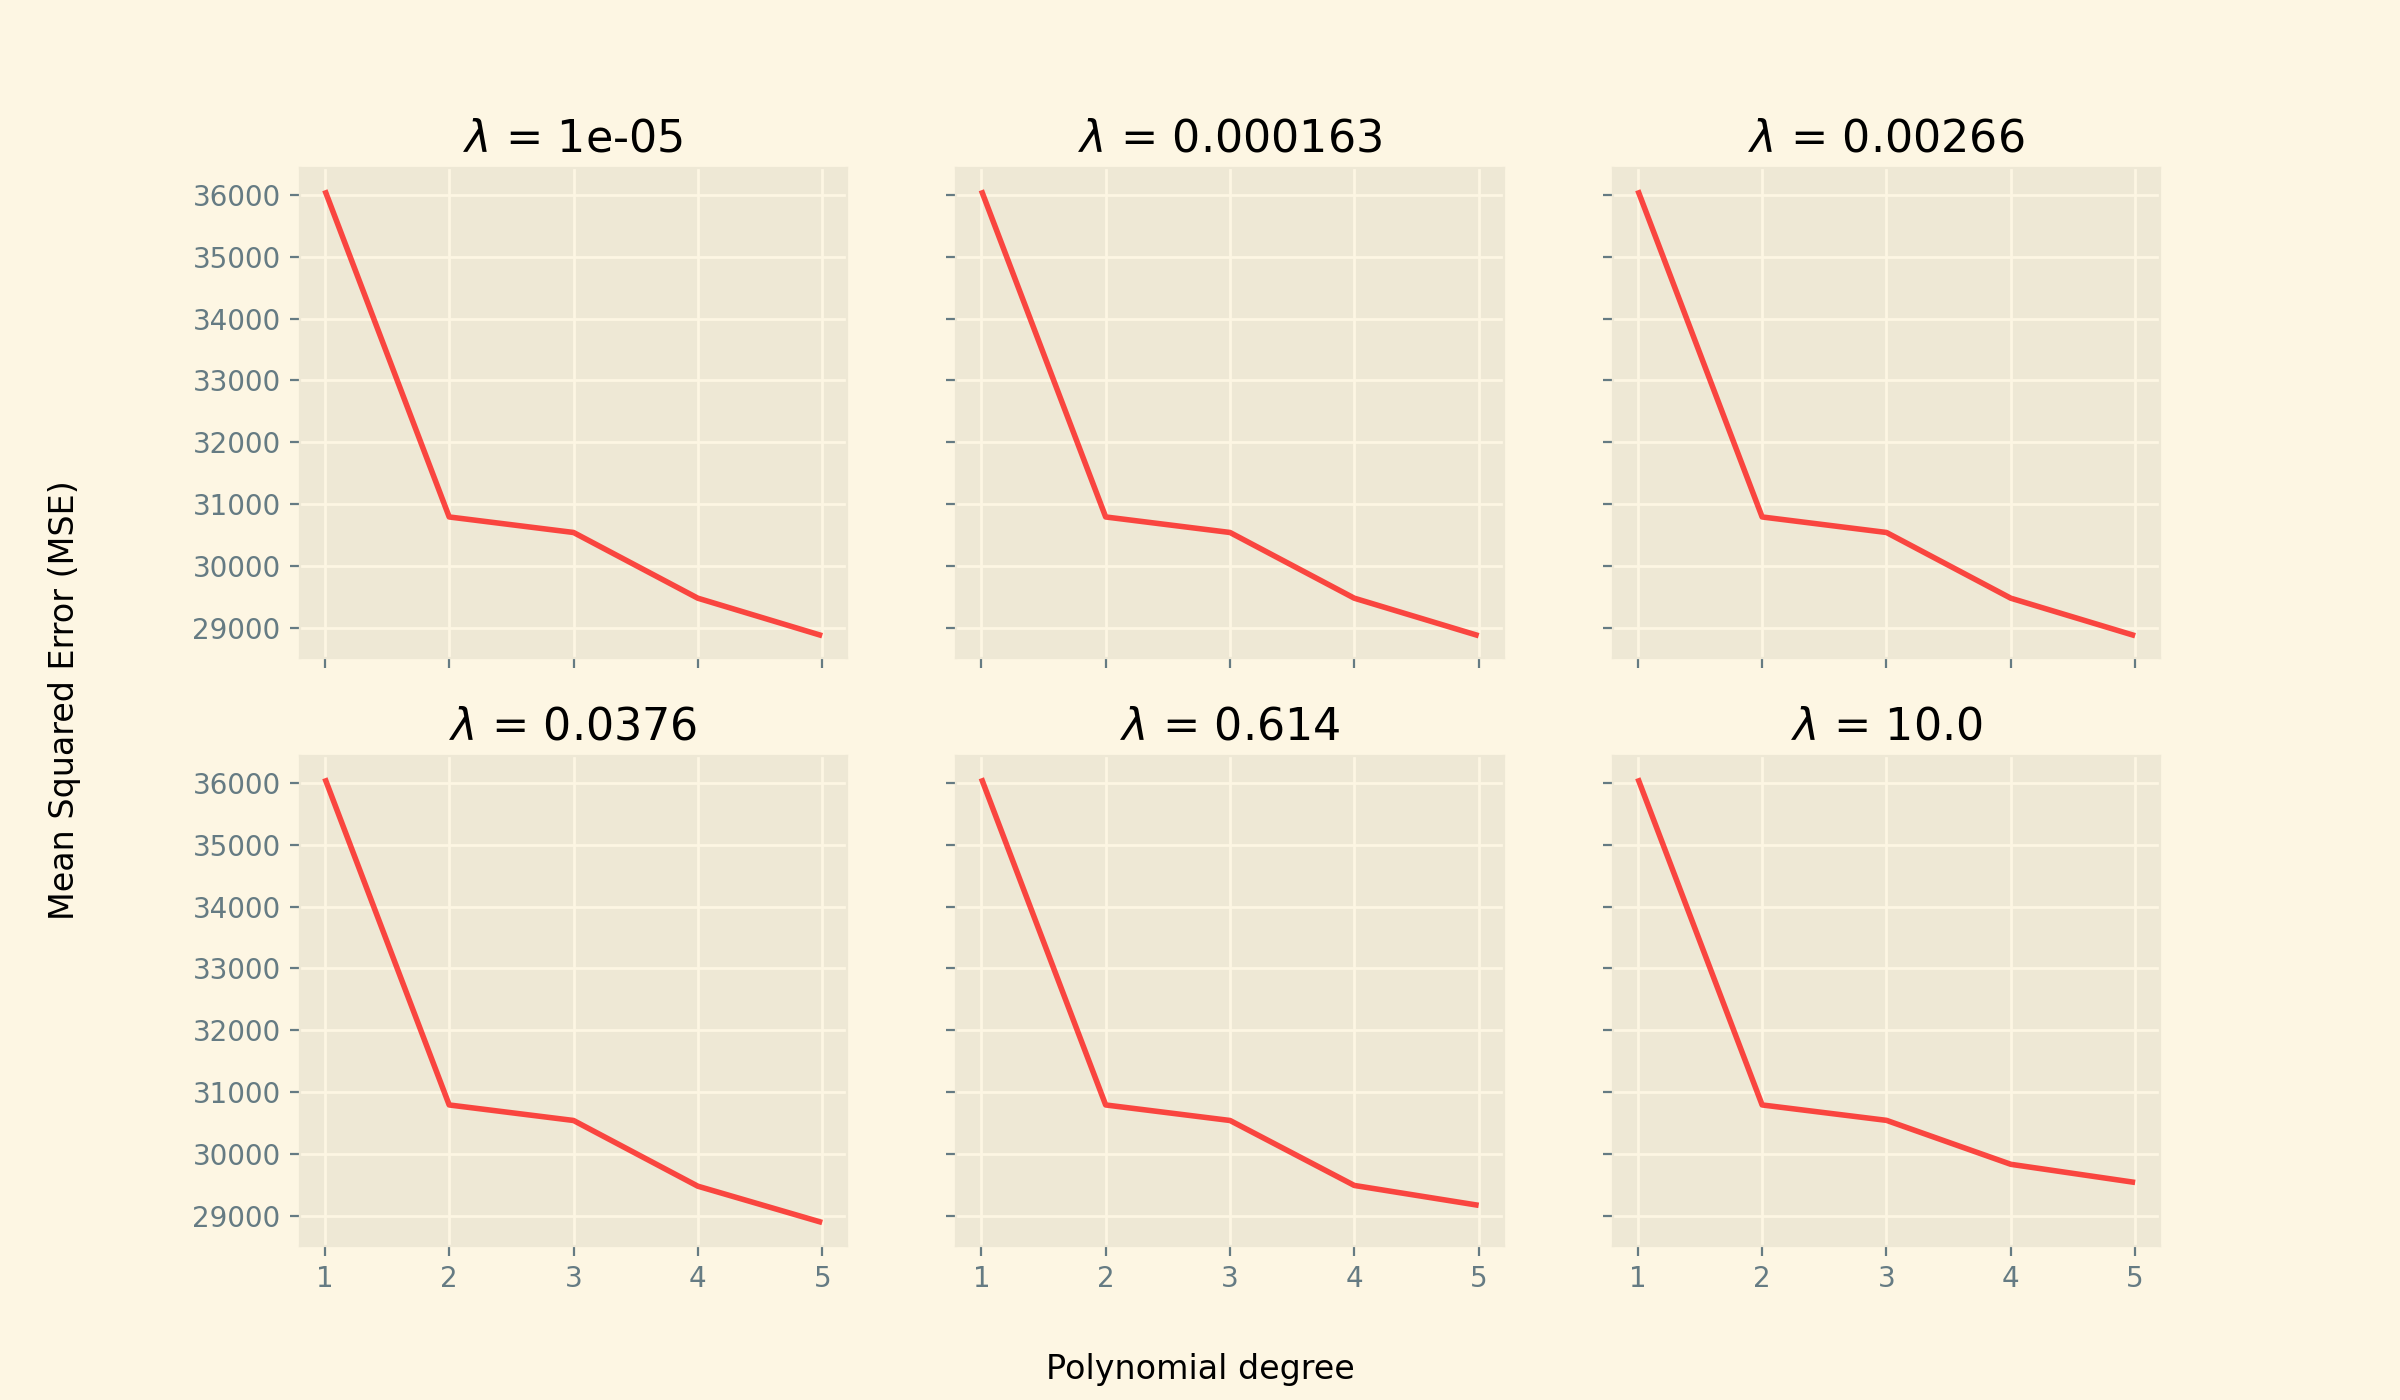 λ = 1e-05
λ = 0.000163
λ = 0.00266
36000
35000
34000
33000
32000
31000
30000
29000
Mean Squared Error (MSE)
λ = 0.0376
λ = 0.614
λ = 10.0
36000
35000
34000
33000
32000
31000
30000
29000
1 2 3 4 5
1 2 3 4 5
1 2 3 4 5
Polynomial degree